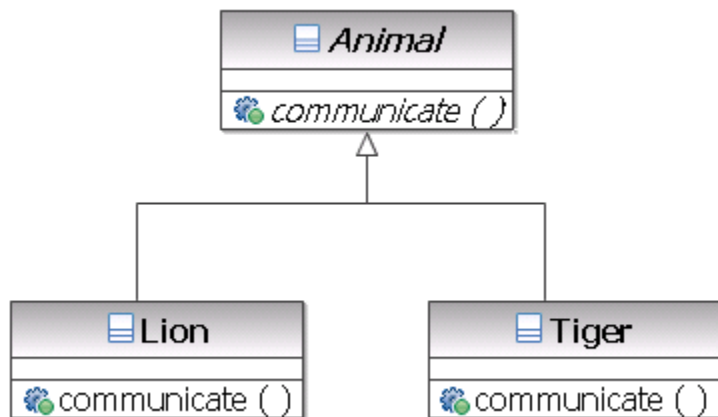 Animal
communicate ( )
Lion
Tiger
communicate ( )
communicate ( )